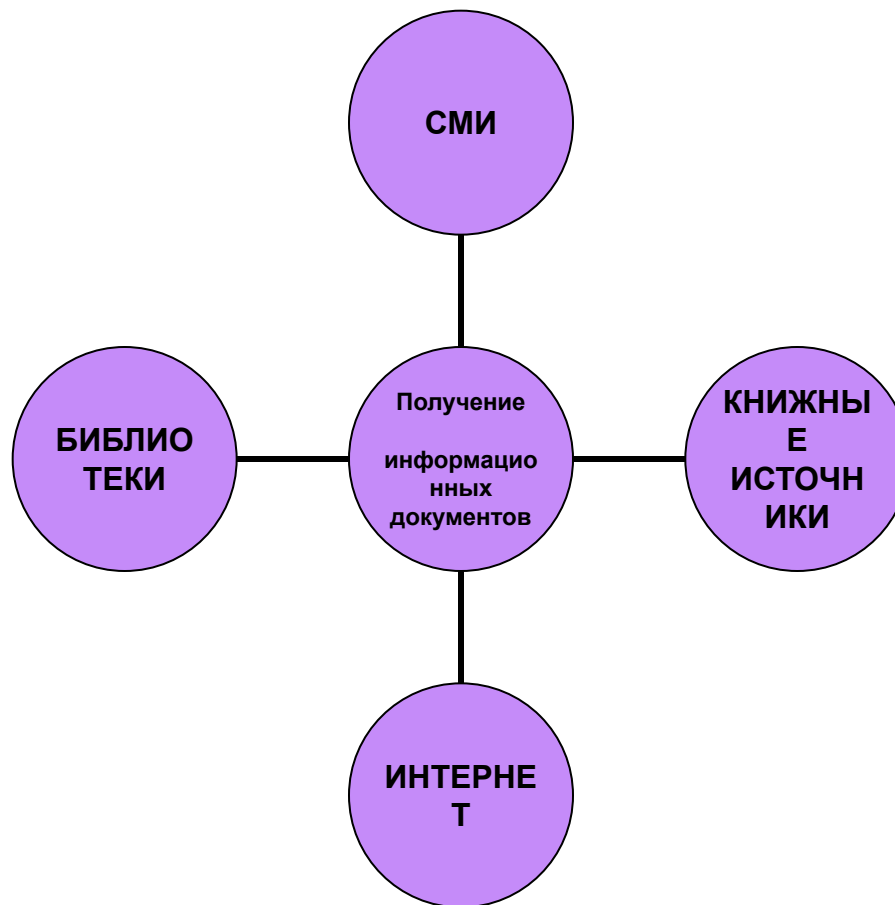 СМИ
БИБЛИО
ТЕКИ
Получение
информацио
нных
документов
КНИЖНЫ
Е
ИСТОЧН
ИКИ
ИНТЕРНЕ
Т